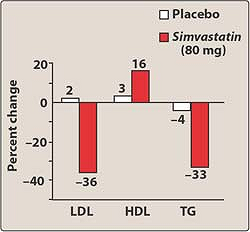 Placebo
Simvastatin
(80 mg)
Percent change
20
0
−20
−40
2
−36
3
16
−4
−33
LDL
HDL
TG